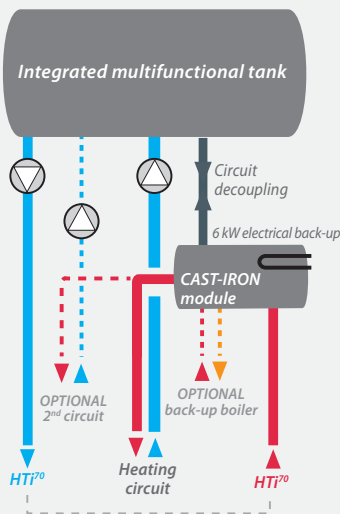 Integrated multifunctional tank
Circuit
decoupling
6 kW electrical back-up
CAST-IRON
module
OPTIONAL
2nd circuit
OPTIONAL
back-up boiler
HTi70
Heating
circuit
HTi70